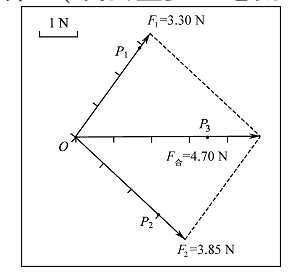 1 N
F₁=3.30 N
P₁
O
P₃
F合=4.70 N
P₂
F₂=3.85 N